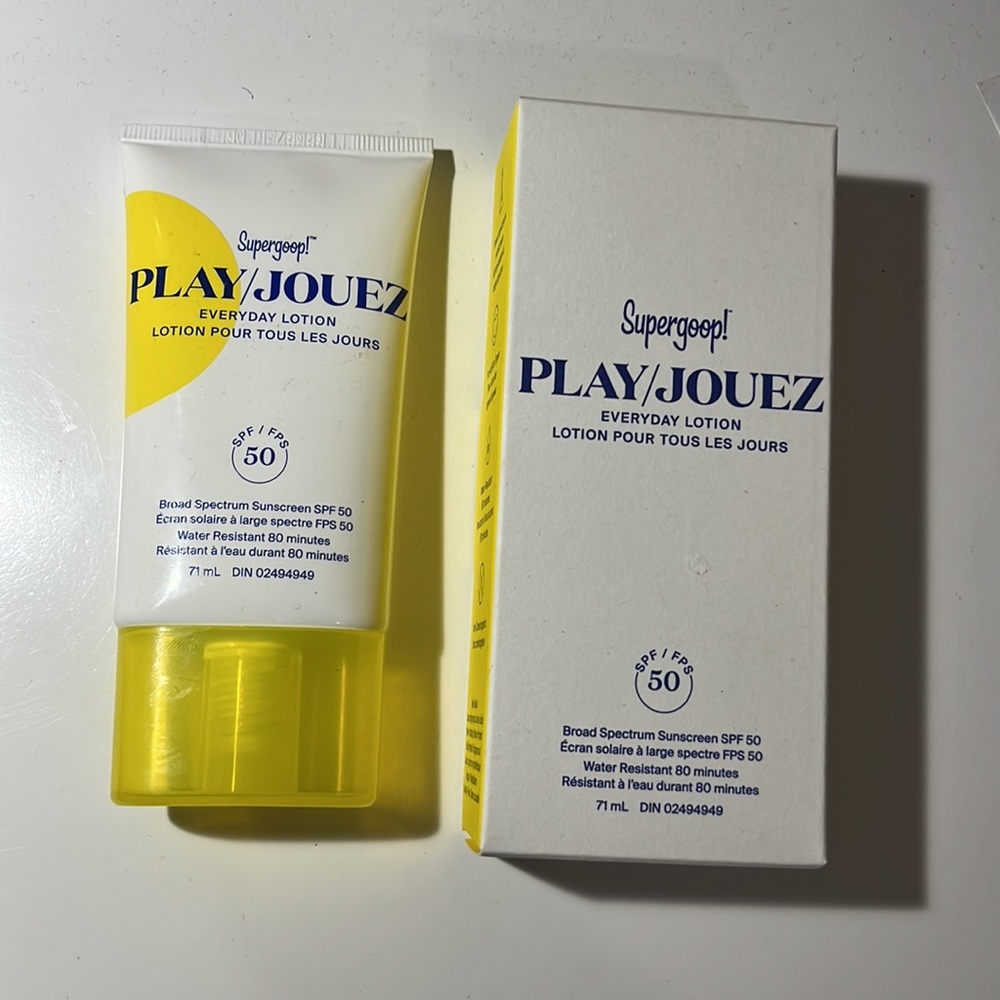 Supergoop!™
PLAY/JOUEZ
EVERYDAY LOTION
LOTION POUR TOUS LES JOURS
SPF / FPS
50
Broad Spectrum Sunscreen SPF 50
Écran solaire à large spectre FPS 50
Water Resistant 80 minutes
Résistant à l'eau durant 80 minutes
71 mL DIN 02494949
Supergoop!™
PLAY/JOUEZ
EVERYDAY LOTION
LOTION POUR TOUS LES JOURS
SPF / FPS
50
Broad Spectrum Sunscreen SPF 50
Écran solaire à large spectre FPS 50
Water Resistant 80 minutes
Résistant à l'eau durant 80 minutes
71 mL DIN 02494949